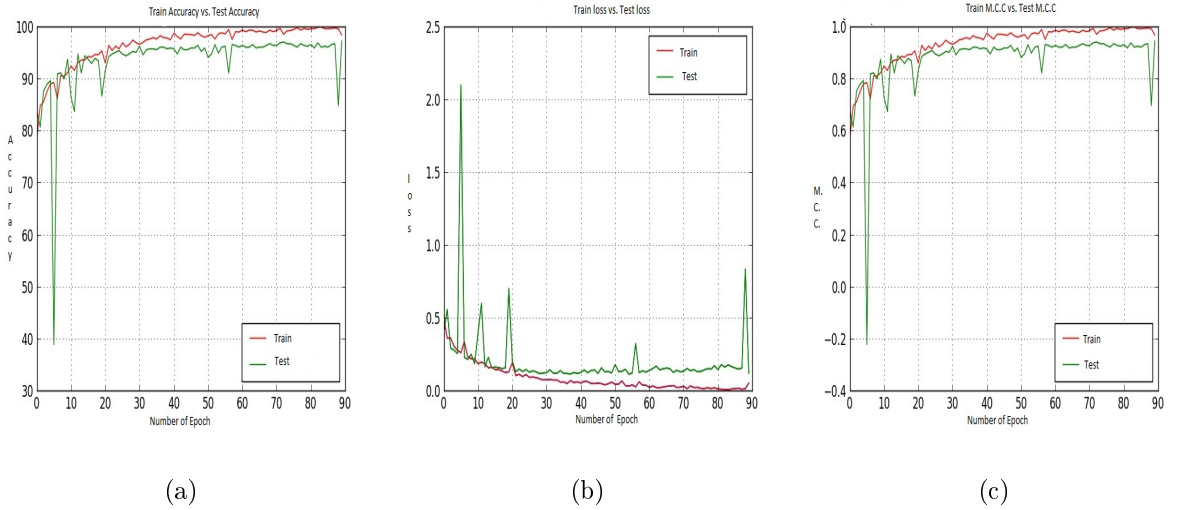 Train Accuracy vs. Test Accuracy
100
90
80
70
60
50
40
30
0 10 20 30 40 50 60 70 80 90
Accuracy
Number of Epoch
Train
Test
(a)
Train loss vs. Test loss
2.5
2.0
1.5
1.0
0.5
0.0
0 10 20 30 40 50 60 70 80 90
loss
Number of Epoch
Train
Test
(b)
Train M.C.C vs. Test M.C.C
1.0
0.8
0.6
0.4
0.2
0.0
−0.2
−0.4
0 10 20 30 40 50 60 70 80 90
M.
C.
C.
Number of Epoch
Train
Test
(c)